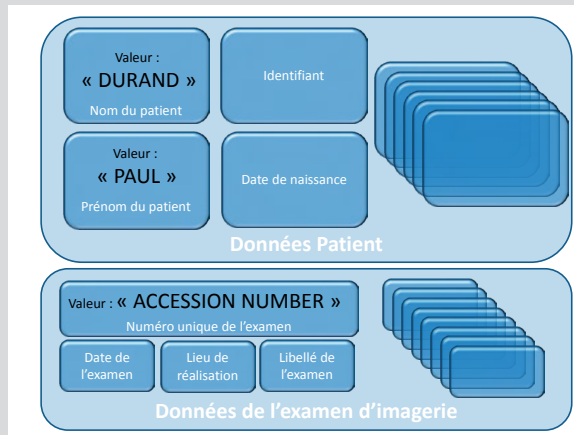 Valeur :
« DURAND »
Nom du patient
Identifiant
Valeur :
« PAUL »
Prénom du patient
Date de naissance
Données Patient
Valeur : « ACCESSION NUMBER »
Numéro unique de l’examen
Date de
l’examen
Lieu de
réalisation
Libellé de
l’examen
Données de l’examen d’imagerie